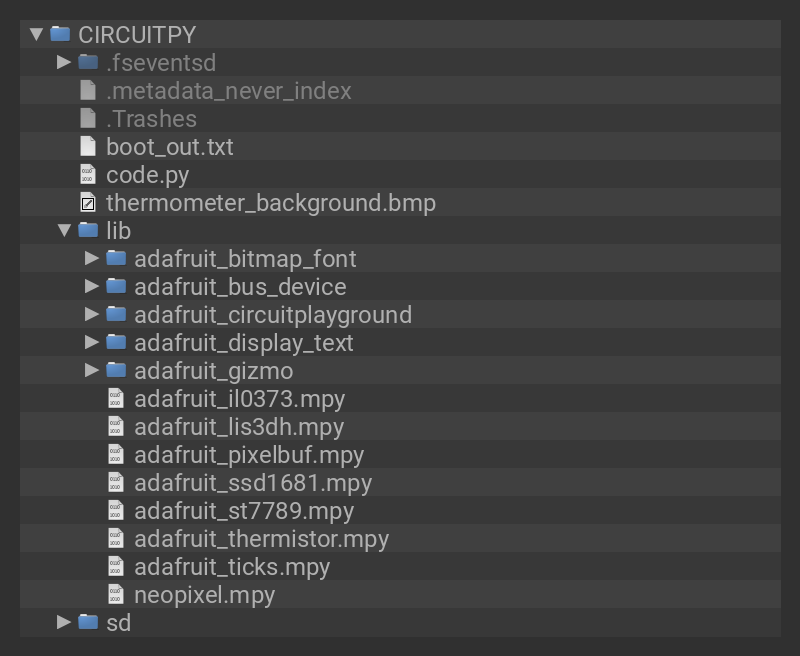 CIRCUITPY
.fseventsd
.metadata_never_index
.Trashes
boot_out.txt
code.py
thermometer_background.bmp
lib
adafruit_bitmap_font
adafruit_bus_device
adafruit_circuitplayground
adafruit_display_text
adafruit_gizmo
adafruit_il0373.mpy
adafruit_lis3dh.mpy
adafruit_pixelbuf.mpy
adafruit_ssd1681.mpy
adafruit_st7789.mpy
adafruit_thermistor.mpy
adafruit_ticks.mpy
neopixel.mpy
sd